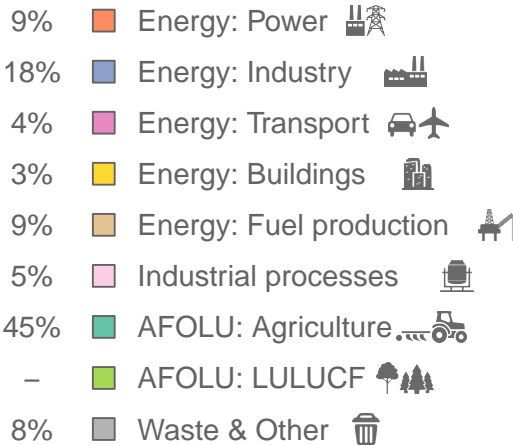 9% Energy: Power
18% Energy: Industry
4% Energy: Transport
3% Energy: Buildings
9% Energy: Fuel production
5% Industrial processes
45% AFOLU: Agriculture
– AFOLU: LULUCF
8% Waste & Other